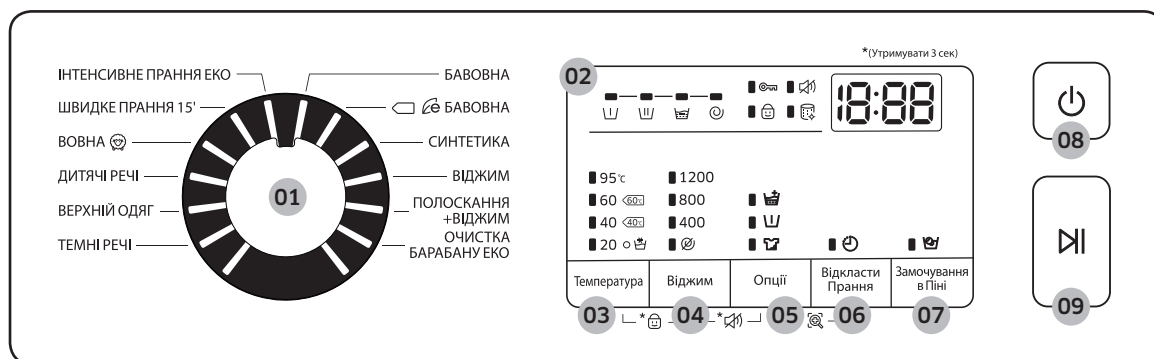 *(Утримувати 3 сек)
02
18:88
ІНТЕНСИВНЕ ПРАННЯ ЕКО
ШВИДКЕ ПРАННЯ 15'
ВОВНА
ДИТЯЧІ РЕЧІ
ВЕРХНІЙ ОДЯГ
ТЕМНІ РЕЧІ
01
БАВОВНА
БАВОВНА
СИНТЕТИКА
ВІДЖИМ
ПОЛОСКАННЯ
+ВІДЖИМ
ОЧИСТКА
БАРАБАНУ ЕКО
95℃ 1200
60 60℃ 800
40 40℃ 400
20
Температура
Віджим
Опції
Відкласти
Прання
Замочування
в Піні
03 * 04 * 05 06 07
08
09